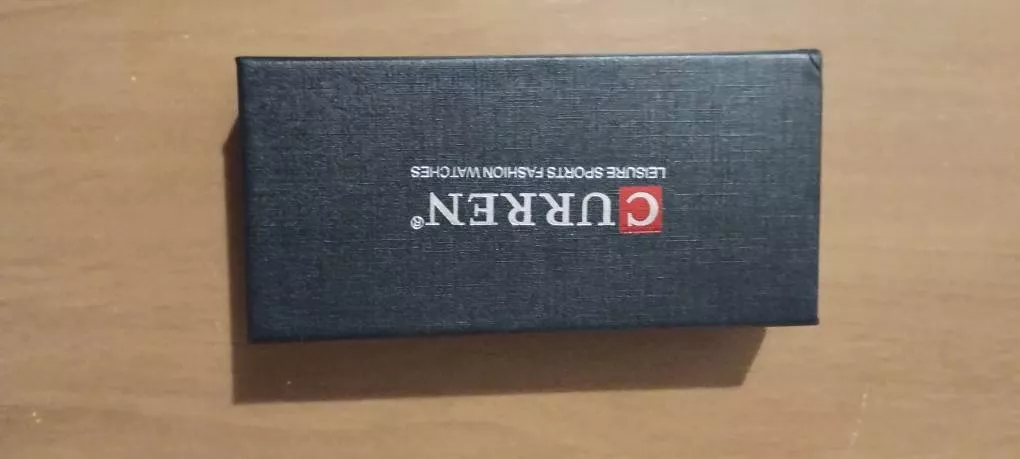 CURREN®
LEISURE SPORTS FASHION WATCHES